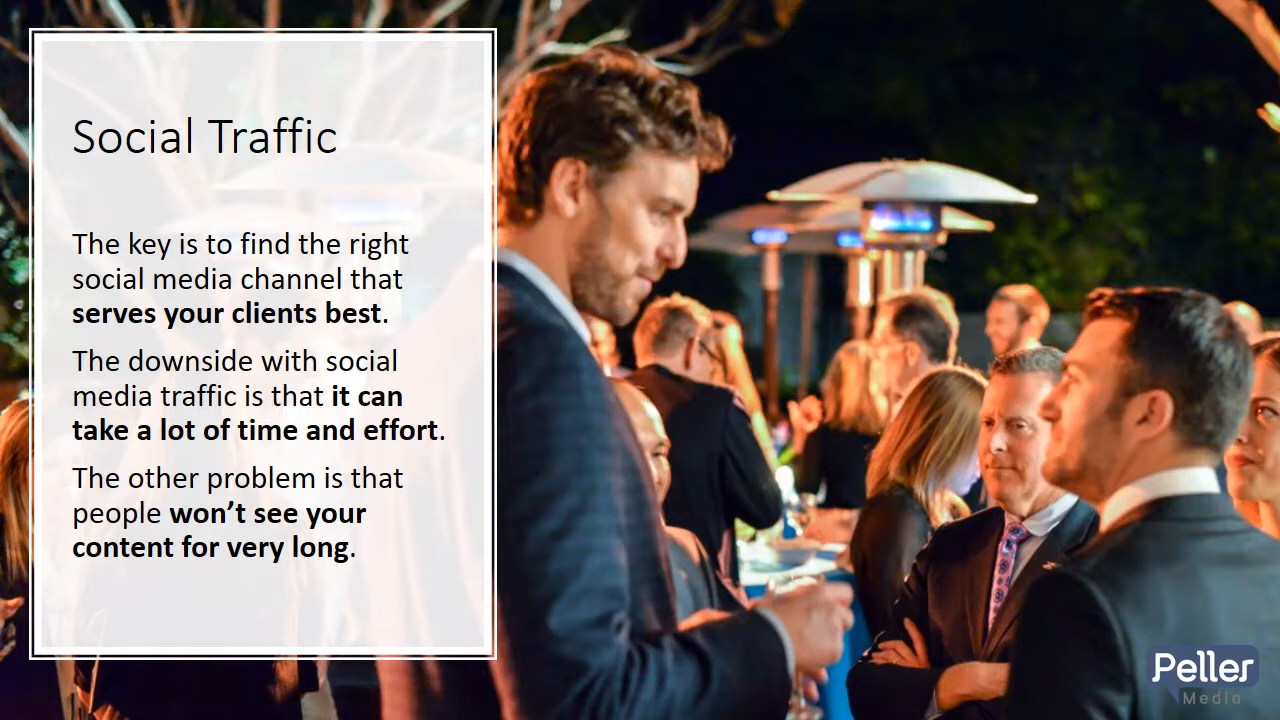 Social Traffic
The key is to find the right
social media channel that
serves your clients best.
The downside with social
media traffic is that it can
take a lot of time and effort.
The other problem is that
people won’t see your
content for very long.
Peller
Media